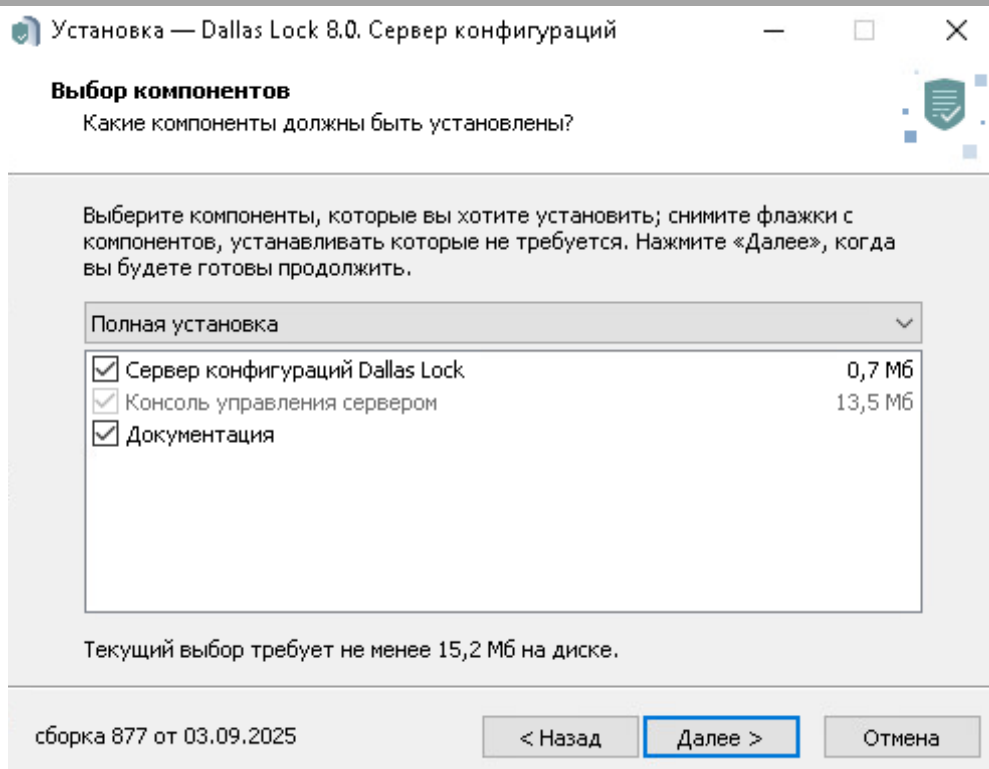 Установка — Dallas Lock 8.0. Сервер конфигураций
Выбор компонентов
Какие компоненты должны быть установлены?
Выберите компоненты, которые вы хотите установить; снимите флажки с
компонентов, устанавливать которые не требуется. Нажмите «Далее», когда
вы будете готовы продолжить.
Полная установка
Сервер конфигураций Dallas Lock 0,7 Мб
Консоль управления сервером 13,5 Мб
Документация
Текущий выбор требует не менее 15,2 Мб на диске.
сборка 877 от 03.09.2025 < Назад Далее > Отмена